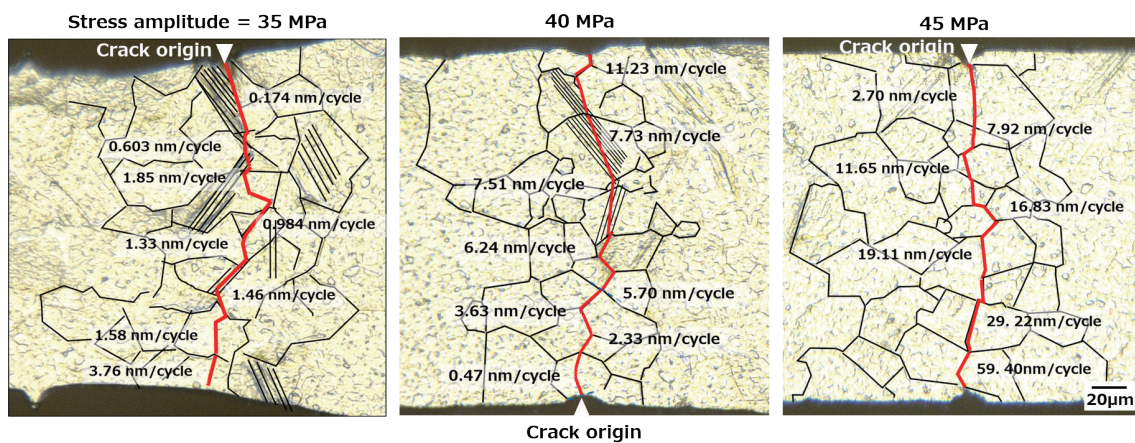 Stress amplitude = 35 MPa
40 MPa
45 MPa
Crack origin
0.174 nm/cycle
0.603 nm/cycle
1.85 nm/cycle
0.984 nm/cycle
1.33 nm/cycle
1.46 nm/cycle
1.58 nm/cycle
3.76 nm/cycle
11.23 nm/cycle
7.73 nm/cycle
7.51 nm/cycle
6.24 nm/cycle
5.70 nm/cycle
3.63 nm/cycle
2.33 nm/cycle
0.47 nm/cycle
Crack origin
Crack origin
2.70 nm/cycle
7.92 nm/cycle
11.65 nm/cycle
16.83 nm/cycle
19.11 nm/cycle
29. 22nm/cycle
59. 40nm/cycle
20μm